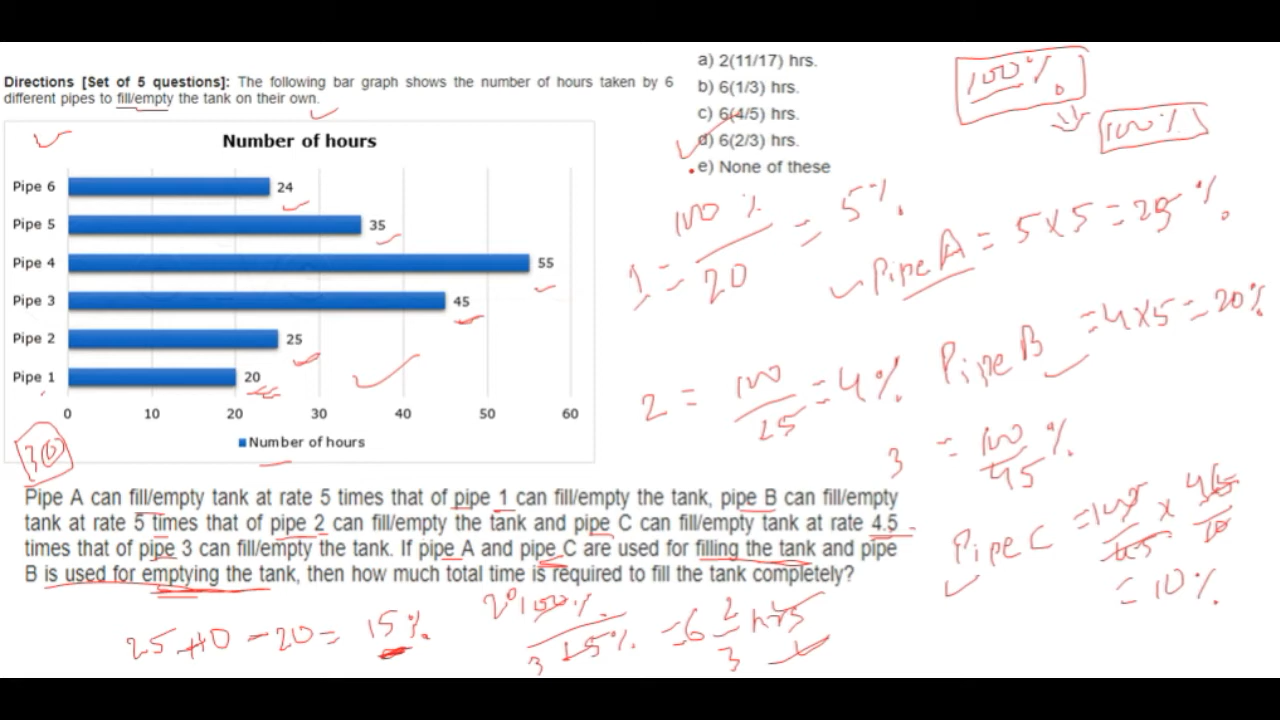 Directions [Set of 5 questions]: The following bar graph shows the number of hours taken by 6
different pipes to fill/empty the tank on their own.
Number of hours
Pipe 6 24
Pipe 5 35
Pipe 4 55
Pipe 3 45
Pipe 2 25
Pipe 1 20
0 10 20 30 40 50 60
Number of hours
30
Pipe A can fill/empty tank at rate 5 times that of pipe 1 can fill/empty the tank, pipe B can fill/empty
tank at rate 5 times that of pipe 2 can fill/empty the tank and pipe C can fill/empty tank at rate 4.5
times that of pipe 3 can fill/empty the tank. If pipe A and pipe C are used for filling the tank and pipe
B is used for emptying the tank, then how much total time is required to fill the tank completely?
a) 2(11/17) hrs.
b) 6(1/3) hrs.
c) 6(4/5) hrs.
d) 6(2/3) hrs.
e) None of these
100%.
100%
1 = 100% / 20 = 5%.
Pipe A = 5x5 = 25%.
2 = 100 / 25 = 4%.
Pipe B = 4x5 = 20%
3 = 100 / 45 %.
Pipe C = 100 / 45 x 45 / 10
= 10%.
25+10-20 = 15%.
20 100% / 3 15% = 6 2/3 hrs